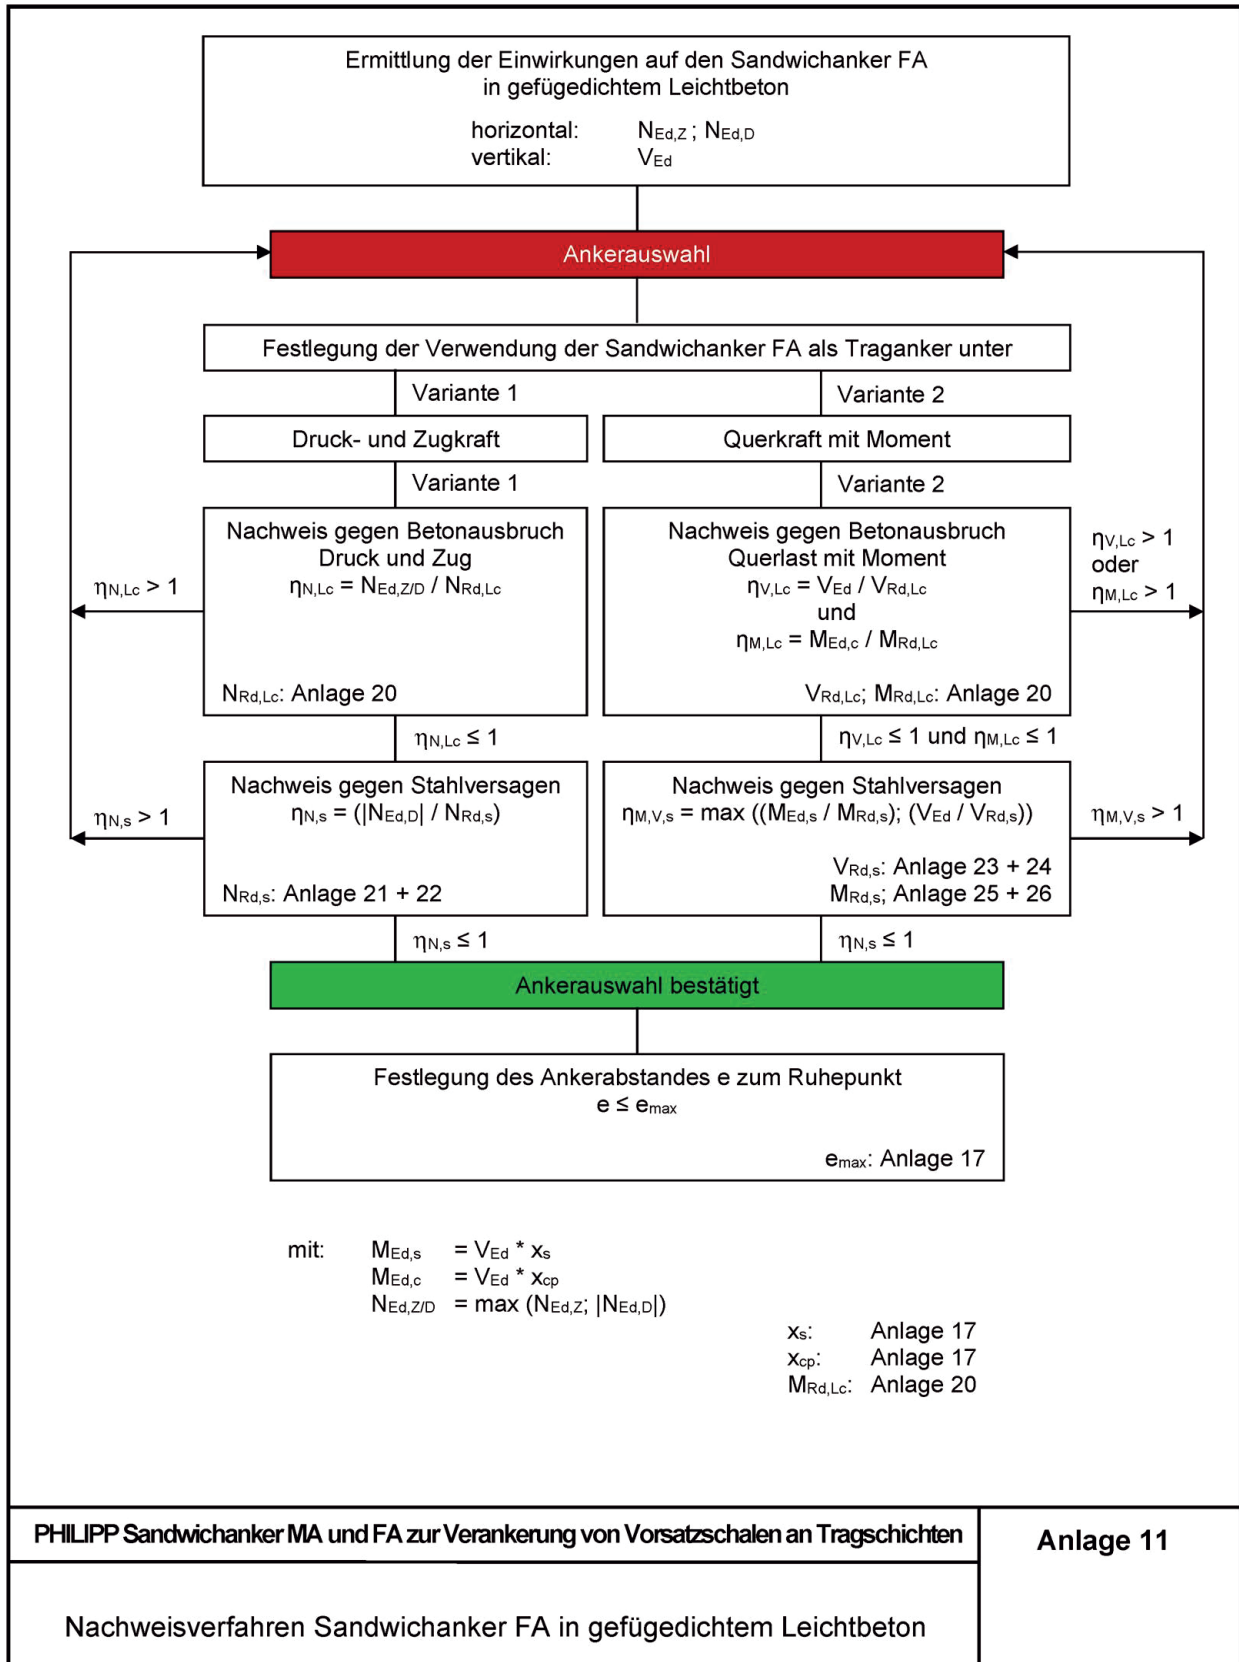 Ermittlung der Einwirkungen auf den Sandwichanker FA
in gefügedichtem Leichtbeton
horizontal: NEd,Z ; NEd,D
vertikal: VEd
Ankerauswahl
Festlegung der Verwendung der Sandwichanker FA als Traganker unter
Variante 1
Variante 2
Druck- und Zugkraft
Querkraft mit Moment
Variante 1
Variante 2
Nachweis gegen Betonausbruch
Druck und Zug
ηN,Lc = NEd,Z/D / NRd,Lc
NRd,Lc: Anlage 20
ηN,Lc > 1
Nachweis gegen Betonausbruch
Querlast mit Moment
ηV,Lc = VEd / VRd,Lc
und
ηM,Lc = MEd,c / MRd,Lc
VRd,Lc; MRd,Lc: Anlage 20
ηV,Lc > 1
oder
ηM,Lc > 1
ηN,Lc ≤ 1
ηV,Lc ≤ 1 und ηM,Lc ≤ 1
Nachweis gegen Stahlversagen
ηN,s = (|NEd,D| / NRd,s)
NRd,s: Anlage 21 + 22
ηN,s > 1
Nachweis gegen Stahlversagen
ηM,V,s = max ((MEd,s / MRd,s); (VEd / VRd,s))
VRd,s: Anlage 23 + 24
MRd,s; Anlage 25 + 26
ηM,V,s > 1
ηN,s ≤ 1
ηN,s ≤ 1
Ankerauswahl bestätigt
Festlegung des Ankerabstandes e zum Ruhepunkt
e ≤ emax
emax: Anlage 17
mit: MEd,s = VEd * xs
MEd,c = VEd * xcp
NEd,Z/D = max (NEd,Z; |NEd,D|)
xs: Anlage 17
xcp: Anlage 17
MRd,Lc: Anlage 20
PHILIPP Sandwichanker MA und FA zur Verankerung von Vorsatzschalen an Tragschichten
Anlage 11
Nachweisverfahren Sandwichanker FA in gefügedichtem Leichtbeton